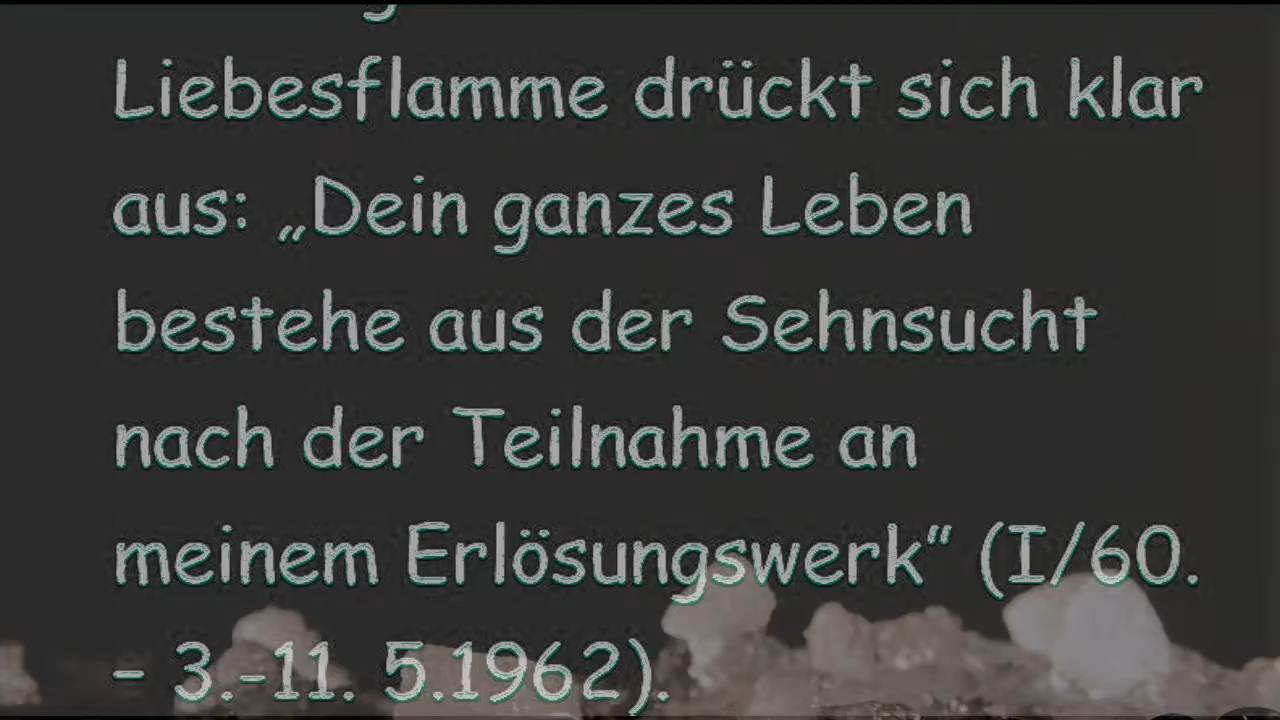 Liebesflamme drückt sich klar
aus: „Dein ganzes Leben
bestehe aus der Sehnsucht
nach der Teilnahme an
meinem Erlösungswerk“ (I/60.
– 3.-11. 5.1962).